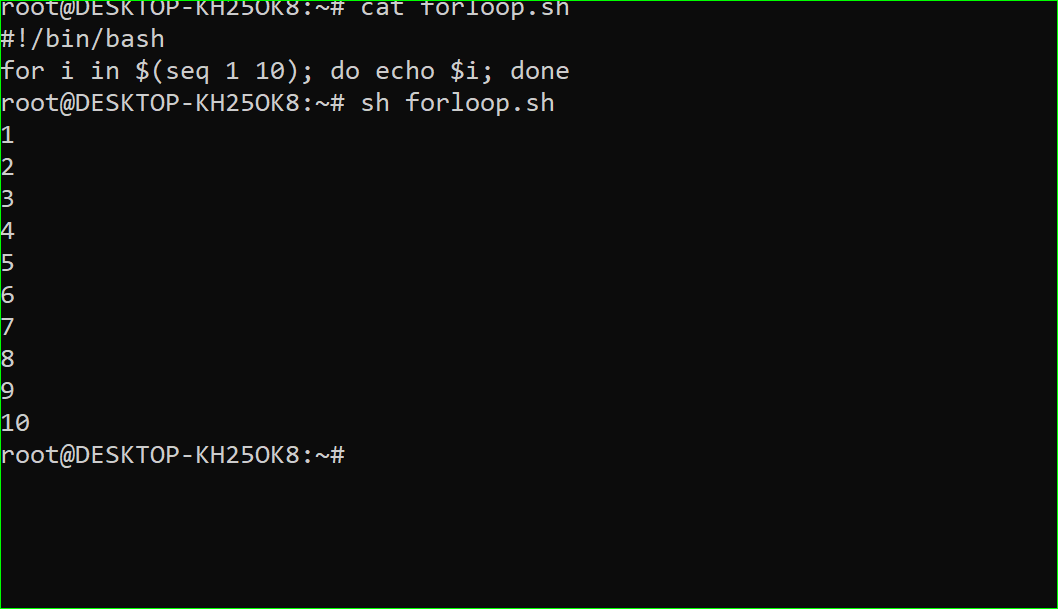 root@DESKTOP-KH25OK8:~# cat forloop.sh
#!/bin/bash
for i in $(seq 1 10); do echo $i; done
root@DESKTOP-KH25OK8:~# sh forloop.sh
1
2
3
4
5
6
7
8
9
10
root@DESKTOP-KH25OK8:~#